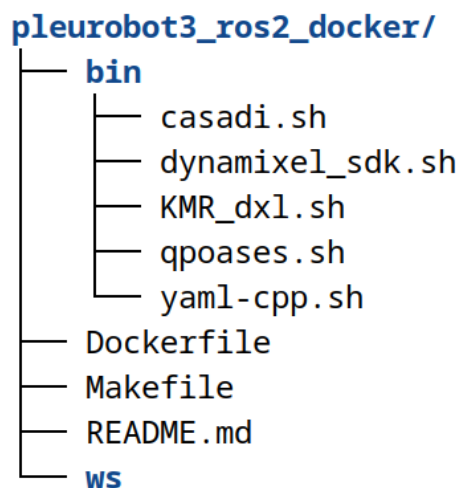 pleurobot3_ros2_docker/
bin
casadi.sh
dynamixel_sdk.sh
KMR_dxl.sh
qpoases.sh
yaml-cpp.sh
Dockerfile
Makefile
README.md
ws